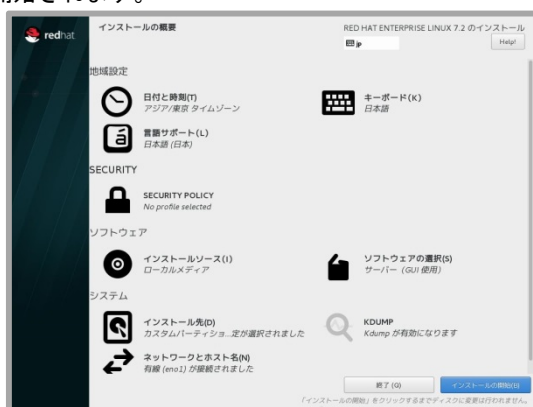 redhat
インストールの概要
RED HAT ENTERPRISE LINUX 7.2 のインストール
jp
Help!
地域設定
日付と時刻(T)
アジア/東京 タイムゾーン
キーボード(K)
日本語
言語サポート(L)
日本語 (日本)
SECURITY
SECURITY POLICY
No profile selected
ソフトウェア
インストールソース(I)
ローカルメディア
ソフトウェアの選択(S)
サーバー（GUI 使用）
システム
インストール先(D)
カスタムパーティショ...定が選択されました
KDUMP
Kdump が有効になります
ネットワークとホスト名(N)
有線 (eno1) が接続されました
終了 (Q)
インストールの開始(B)
「インストールの開始」をクリックするまでディスクに変更は行われません。